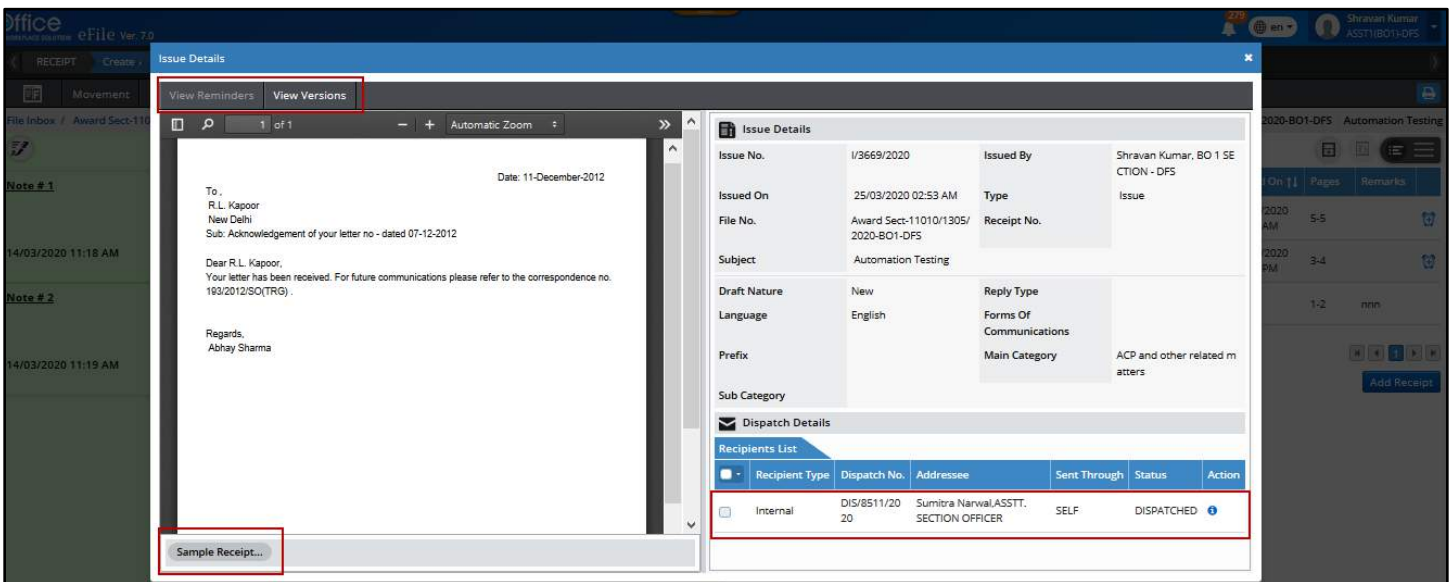 Office
eFile Ver. 7.0
279
en
Shravan Kumar
ASST1(BO1)-DFS
RECEIPT
Create
Movement
File Inbox / Award Sect-110
2020-BO1-DFS Automation Testing
Issue Details
View Reminders View Versions
1 of 1
Automatic Zoom
Note # 1
14/03/2020 11:18 AM
Note # 2
14/03/2020 11:19 AM
Date: 11-December-2012
To ,
R.L. Kapoor
New Delhi
Sub: Acknowledgement of your letter no - dated 07-12-2012
Dear R.L. Kapoor,
Your letter has been received. For future communications please refer to the correspondence no.
193/2012/SO(TRG) .
Regards,
Abhay Sharma
Sample Receipt...
Issue Details
Issue No. I/3669/2020 Issued By Shravan Kumar, BO 1 SE
CTION - DFS
Issued On 25/03/2020 02:53 AM Type Issue
File No. Award Sect-11010/1305/ Receipt No.
2020-BO1-DFS
Subject Automation Testing
Draft Nature New Reply Type
Language English Forms Of
Communications
Prefix Main Category ACP and other related m
atters
Sub Category
Dispatch Details
Recipients List
Recipient Type Dispatch No. Addressee Sent Through Status Action
Internal DIS/8511/20 Sumitra Narwal,ASSTT. SELF DISPATCHED
20 SECTION OFFICER
On Pages Remarks
/2020
AM
5-5
/2020
PM
3-4
1-2 nnn
1
Add Receipt